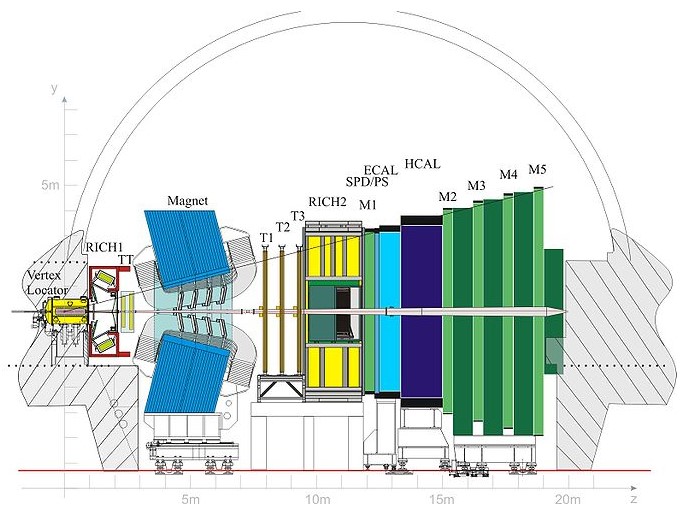 y
5m
HCAL
ECAL
SPD/PS
M1
M2
M3
M4
M5
RICH2
Magnet
T1
T2
T3
RICH1
TT
Vertex
Locator
5m
10m
15m
20m
z